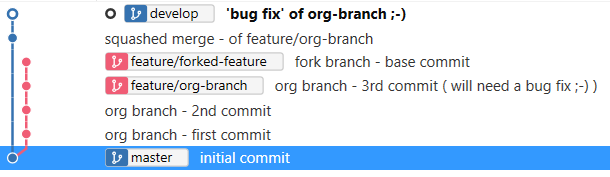 develop 'bug fix' of org-branch ;-)
squashed merge - of feature/org-branch
feature/forked-feature fork branch - base commit
feature/org-branch org branch - 3rd commit ( will need a bug fix ;-) )
org branch - 2nd commit
org branch - first commit
master initial commit